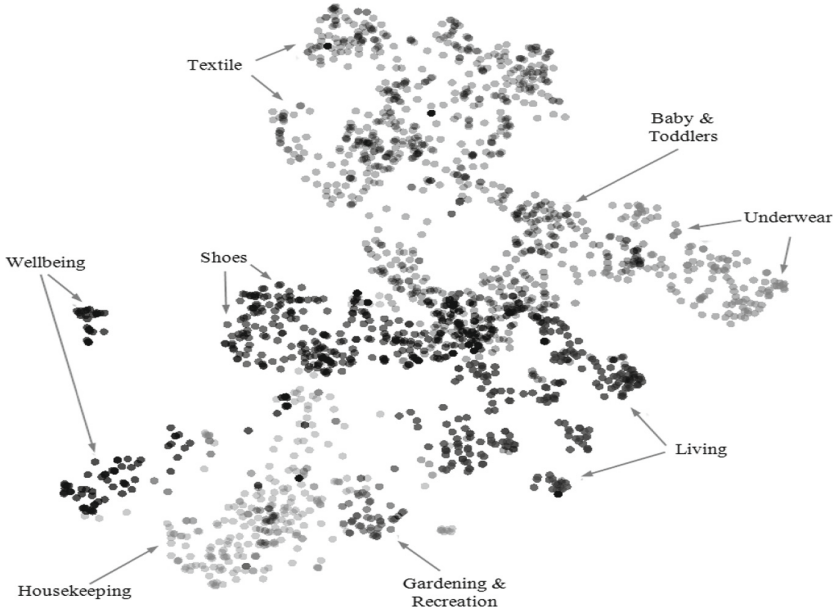 Textile
Baby &
Toddlers
Underwear
Wellbeing
Shoes
Living
Housekeeping
Gardening &
Recreation